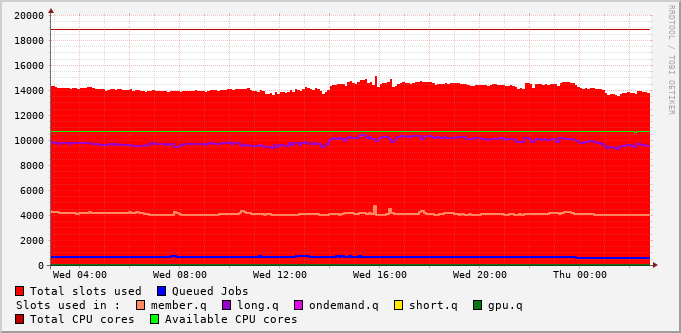 RRDTOOL / TOBI OETIKER
20000
18000
16000
14000
12000
10000
8000
6000
4000
2000
0
Wed 04:00 Wed 08:00 Wed 12:00 Wed 16:00 Wed 20:00 Thu 00:00
Total slots used Queued Jobs
Slots used in : member.q long.q ondemand.q short.q gpu.q
Total CPU cores Available CPU cores